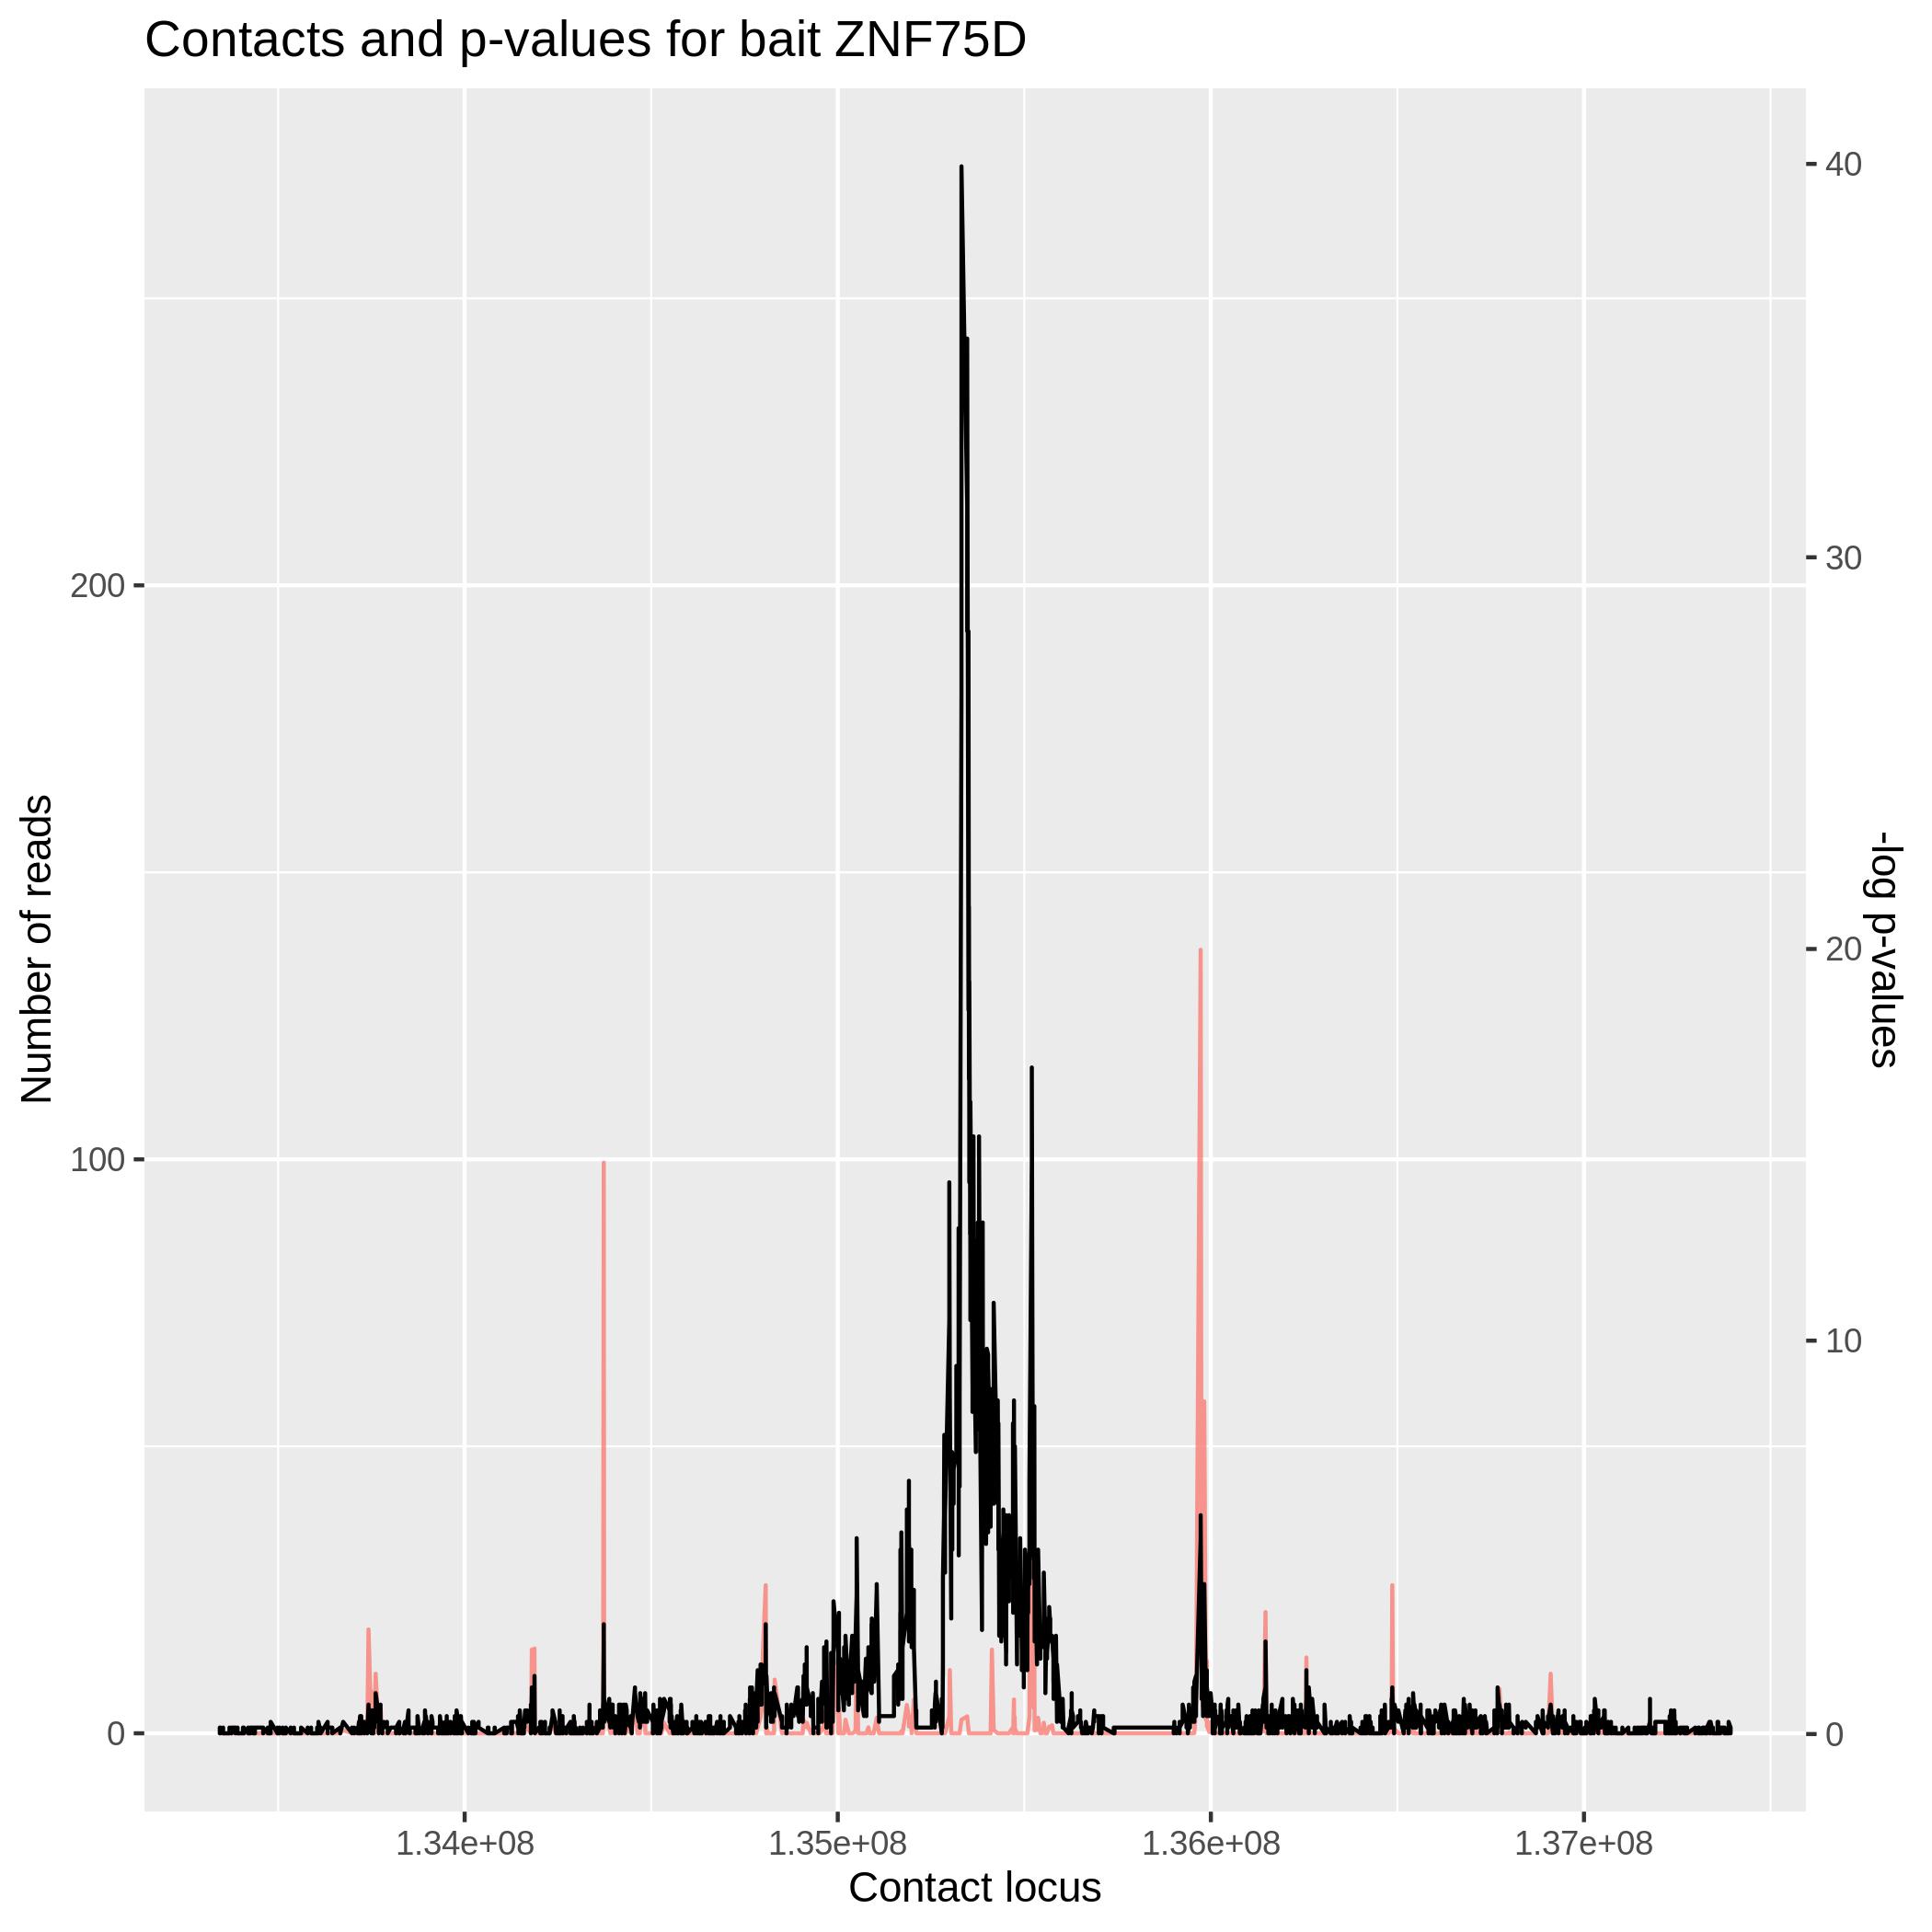 Contacts and p-values for bait ZNF75D
Number of reads
200
100
0
40
30
20
10
0
-log p-values
1.34e+08
1.35e+08
1.36e+08
1.37e+08
Contact locus